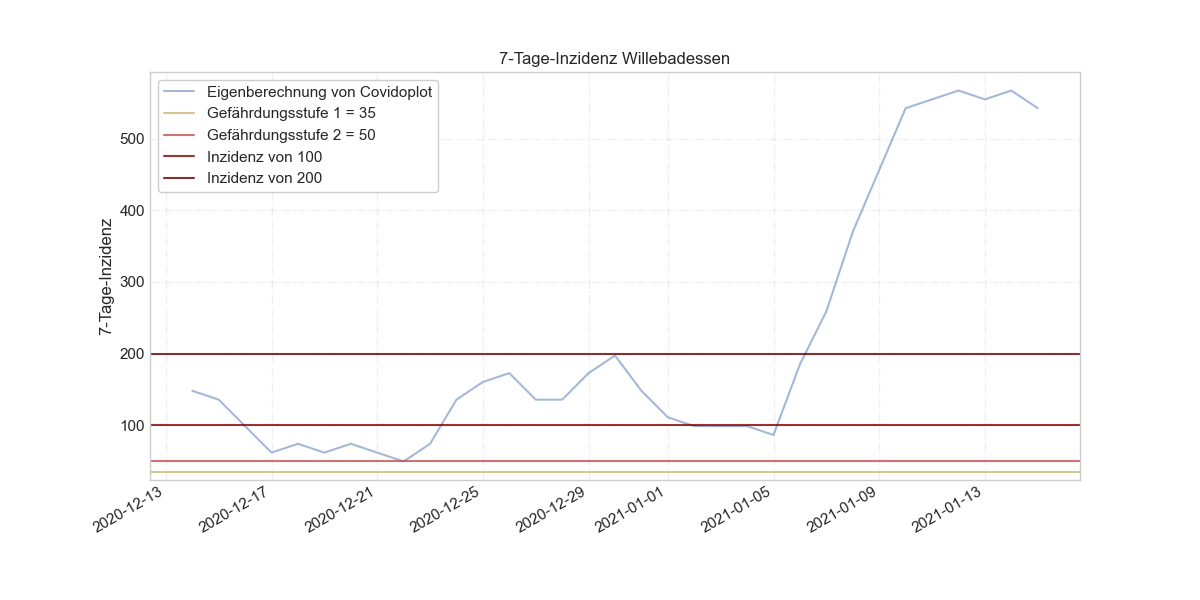 7-Tage-Inzidenz Willebadessen
Eigenberechnung von Covidoplot
Gefährdungsstufe 1 = 35
Gefährdungsstufe 2 = 50
Inzidenz von 100
Inzidenz von 200
7-Tage-Inzidenz
500
400
300
200
100
2020-12-13
2020-12-17
2020-12-21
2020-12-25
2020-12-29
2021-01-01
2021-01-05
2021-01-09
2021-01-13